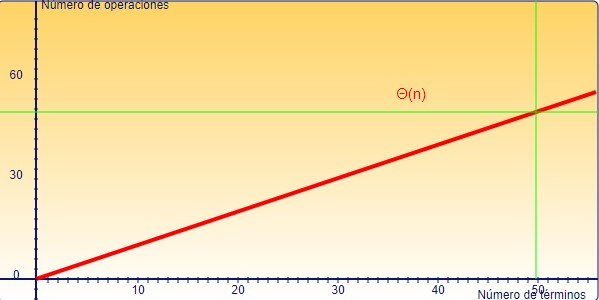 Número de operaciones
60
Θ(n)
30
0
10
20
30
40
50
Número de términos